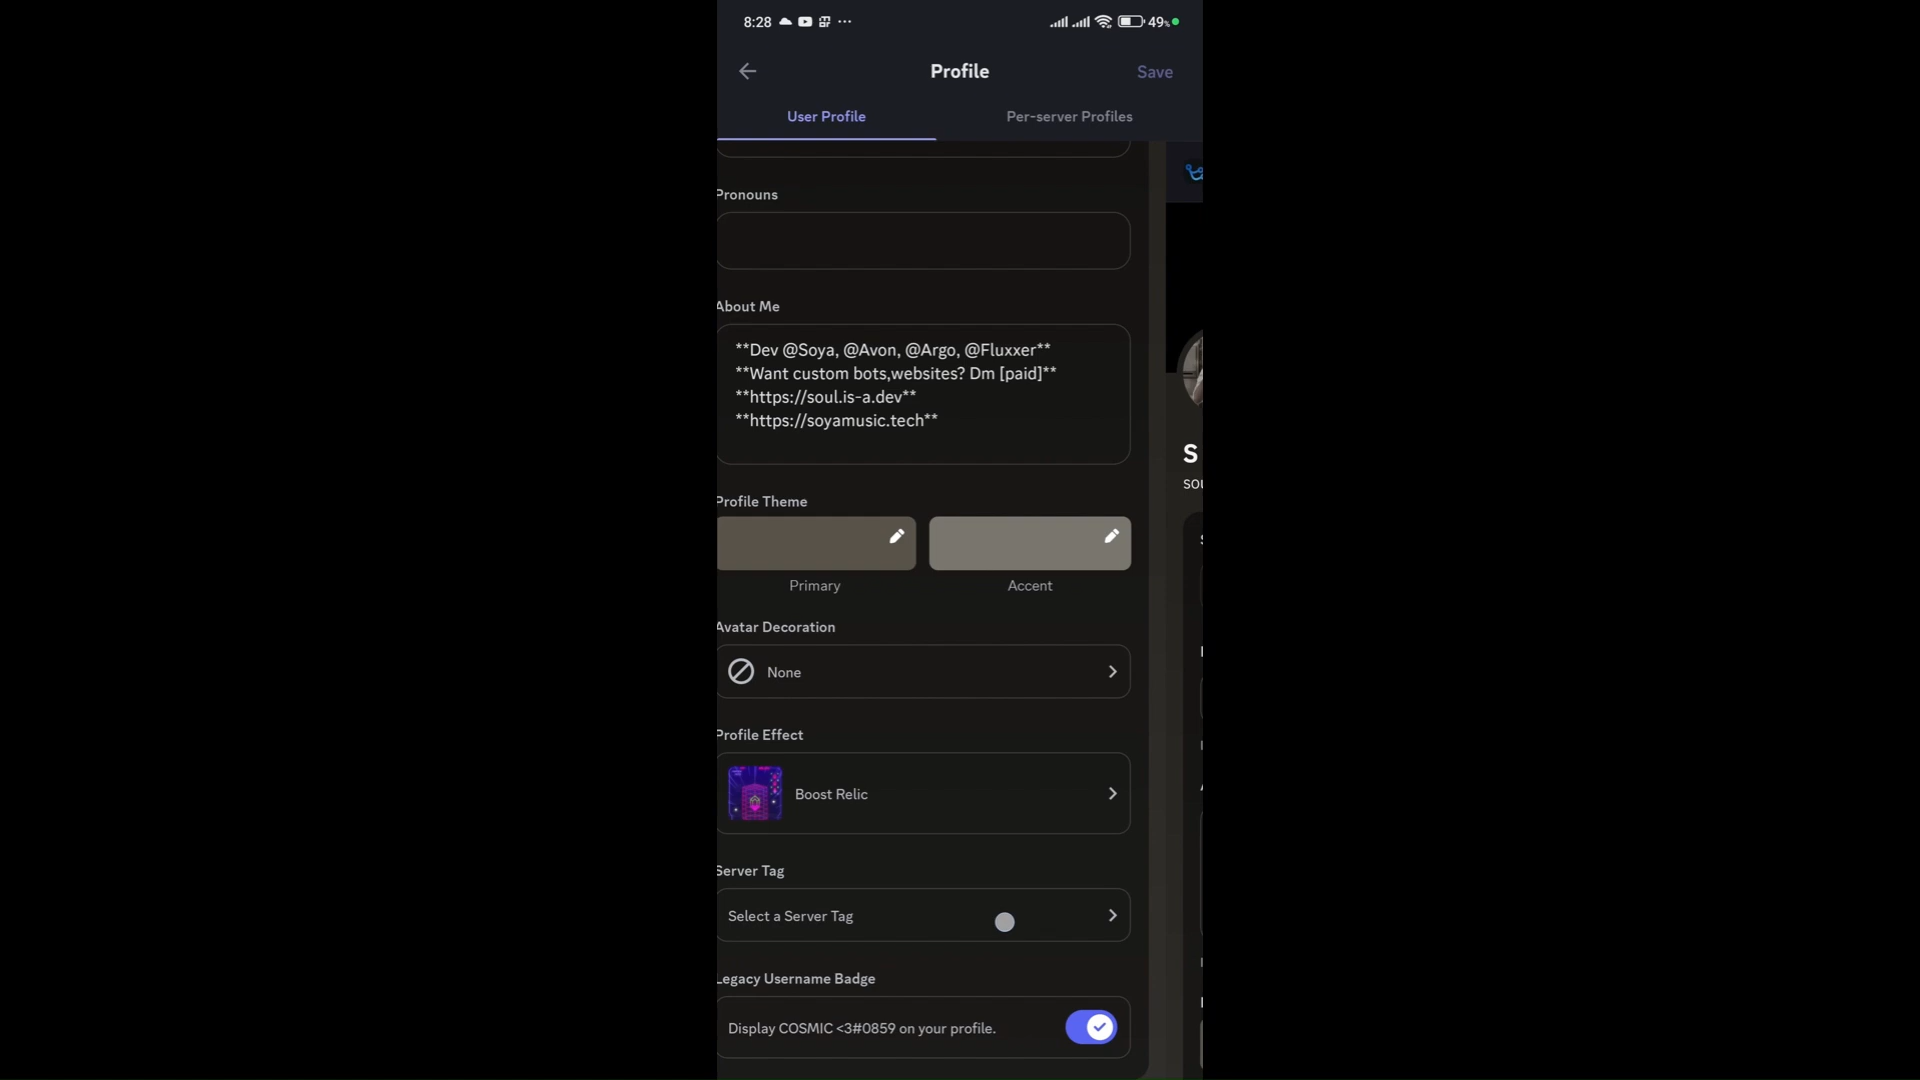 8:28
49%
Profile
Save
User Profile
Per-server Profiles
Pronouns
About Me
**Dev @Soya, @Avon, @Argo, @Fluxxer**
**Want custom bots,websites? Dm [paid]**
**https://soul.is-a.dev**
**https://soyamusic.tech**
S
Profile Theme
Primary
Accent
Avatar Decoration
None
Profile Effect
Boost Relic
Server Tag
Select a Server Tag
Legacy Username Badge
Display COSMIC <3#0859 on your profile.